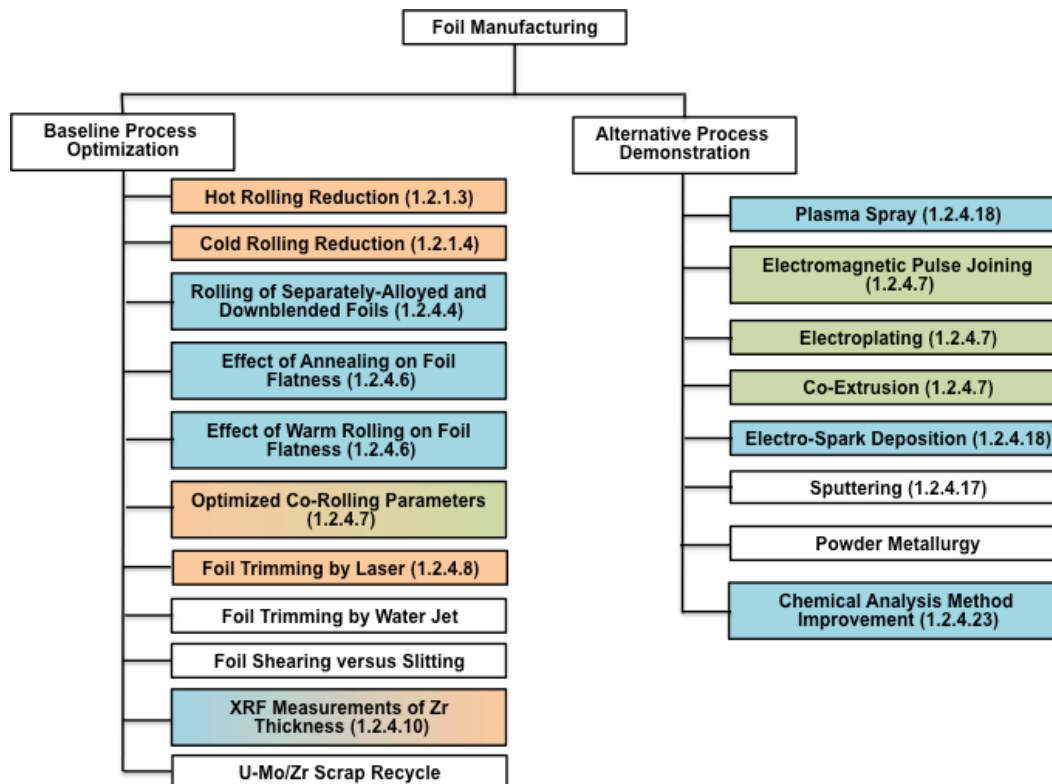 Foil Manufacturing
Baseline Process
Optimization
Hot Rolling Reduction (1.2.1.3)
Cold Rolling Reduction (1.2.1.4)
Rolling of Separately-Alloyed and
Downblended Foils (1.2.4.4)
Effect of Annealing on Foil
Flatness (1.2.4.6)
Effect of Warm Rolling on Foil
Flatness (1.2.4.6)
Optimized Co-Rolling Parameters
(1.2.4.7)
Foil Trimming by Laser (1.2.4.8)
Foil Trimming by Water Jet
Foil Shearing versus Slitting
XRF Measurements of Zr
Thickness (1.2.4.10)
U-Mo/Zr Scrap Recycle
Alternative Process
Demonstration
Plasma Spray (1.2.4.18)
Electromagnetic Pulse Joining
(1.2.4.7)
Electroplating (1.2.4.7)
Co-Extrusion (1.2.4.7)
Electro-Spark Deposition (1.2.4.18)
Sputtering (1.2.4.17)
Powder Metallurgy
Chemical Analysis Method
Improvement (1.2.4.23)